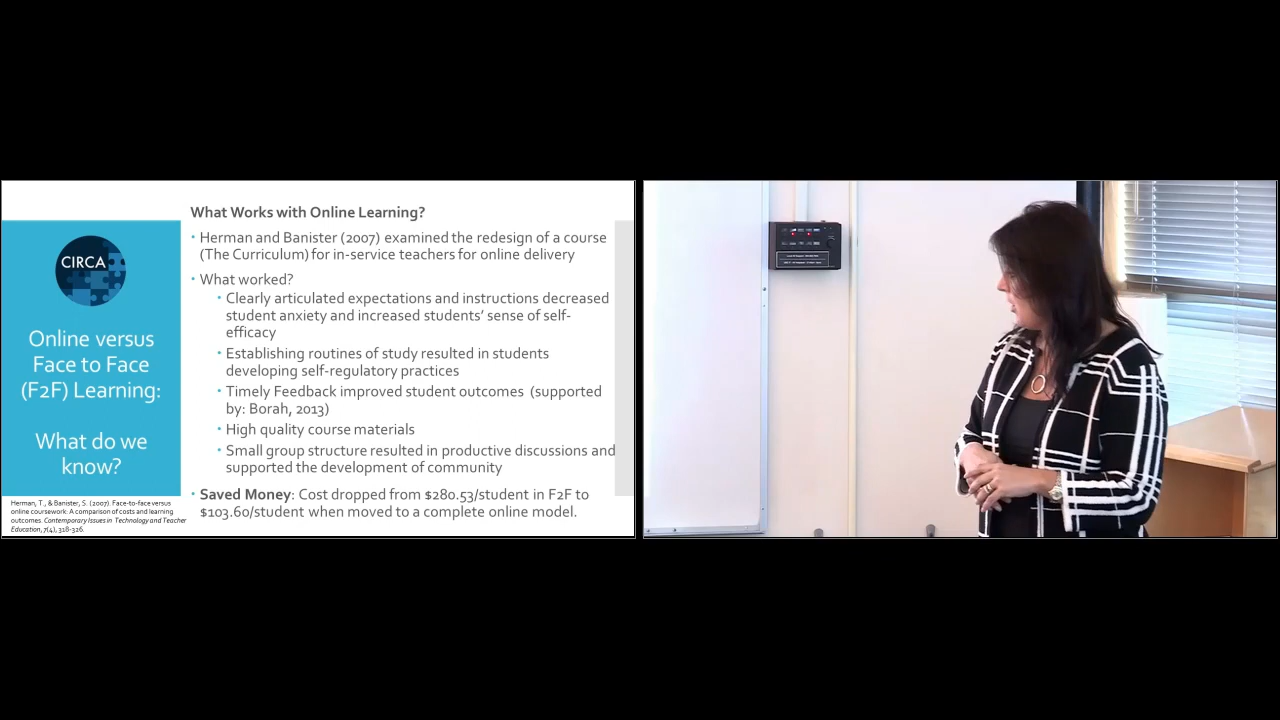 What Works with Online Learning?
• Herman and Banister (2007) examined the redesign of a course
(The Curriculum) for in-service teachers for online delivery
• What worked?
• Clearly articulated expectations and instructions decreased
student anxiety and increased students' sense of self-
efficacy
• Establishing routines of study resulted in students
developing self-regulatory practices
• Timely Feedback improved student outcomes (supported
by: Borah, 2013)
• High quality course materials
• Small group structure resulted in productive discussions and
supported the development of community
• Saved Money: Cost dropped from $280.53/student in F2F to
$103.60/student when moved to a complete online model.
CIRCA
Online versus
Face to Face
(F2F) Learning:
What do we
know?
Herman, T., & Banister, S. (2007). Face-to-face versus
online coursework: A comparison of costs and learning
outcomes. Contemporary Issues in Technology and Teacher
Education, 7(4), 318-326.